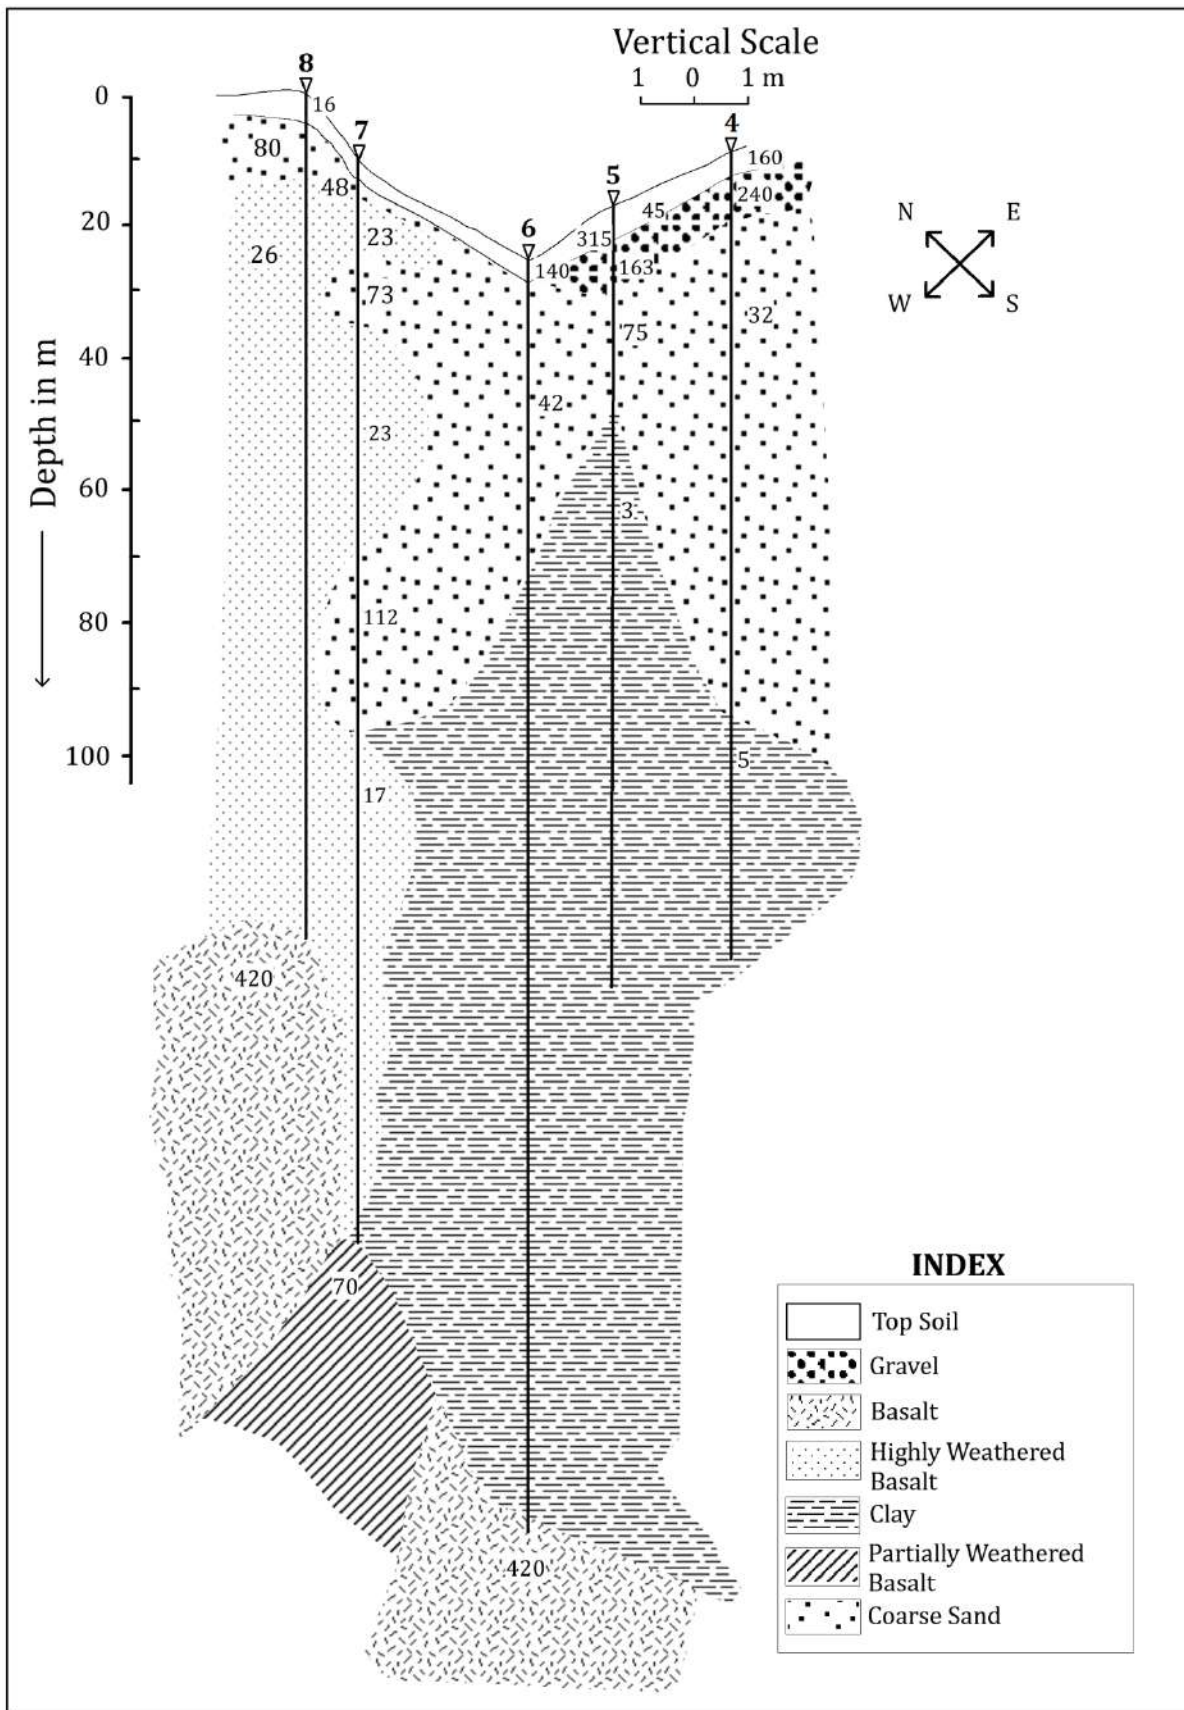 Vertical Scale
1 0 1 m
8
0
16
7
4
80
160
48
5
240
N E
20
23
6
315
45
26
140
163
W S
73
32
75
40
42
23
Depth in m
60
3
112
80
100
5
17
420
70
INDEX
Top Soil
Gravel
Basalt
Highly Weathered
Basalt
Clay
Partially Weathered
Basalt
Coarse Sand
420